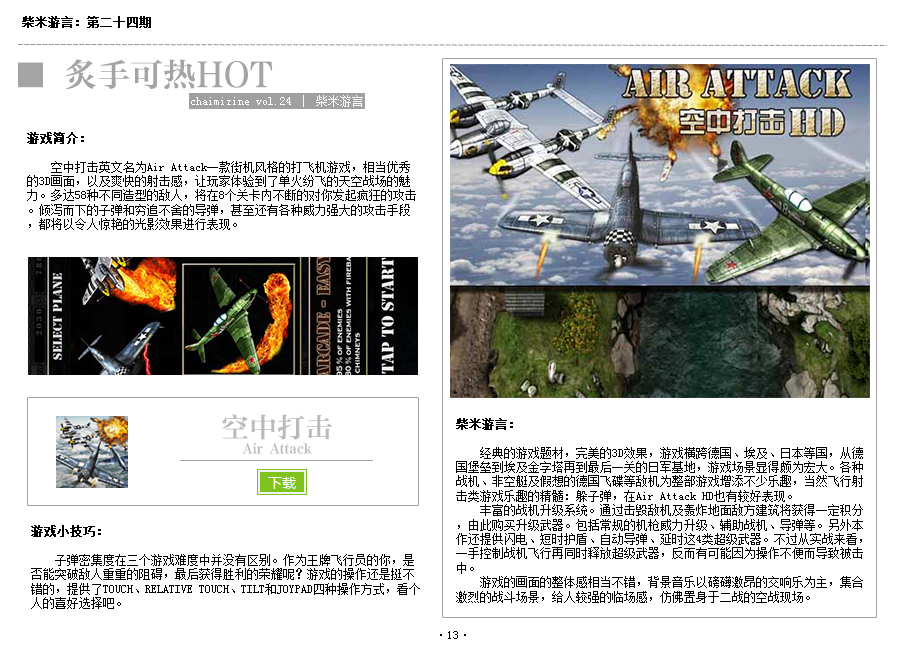 柴米游言：第二十四期
炙手可热HOT
chaimizine vol.24 | 柴米游言
游戏简介：
空中打击英文名为Air Attack一款街机风格的打飞机游戏，相当优秀
的3D画面，以及爽快的射击感，让玩家体验到了单火纷飞的天空战场的魅
力。多达58种不同造型的敌人，将在8个关卡内不断的对你发起疯狂的攻击
。倾泻而下的子弹和穷追不舍的导弹，甚至还有各种威力强大的攻击手段
，都将以令人惊艳的光影效果进行表现。
SELECT PLANE
ARCADE - EASY
95 % OF ENEMIES
80 % OF ENEMIES WITH FIREBA
CHIMNEYS
TAP TO START
空中打击
Air Attack
下载
游戏小技巧：
子弹密集度在三个游戏难度中并没有区别。作为王牌飞行员的你，是
否能突破敌人重重的阻碍，最后获得胜利的荣耀呢？游戏的操作还是挺不
错的，提供了TOUCH、RELATIVE TOUCH、TILT和JOYPAD四种操作方式，看个
人的喜好选择吧。
AIR ATTACK
空中打击HD
柴米游言：
经典的游戏题材，完美的3D效果，游戏横跨德国、埃及、日本等国，从德
国堡垒到埃及金字塔再到最后一关的日军基地，游戏场景显得颇为宏大。各种
战机、非空艇及假想的德国飞碟等敌机为整部游戏增添不少乐趣，当然飞行射
击类游戏乐趣的精髓：躲子弹，在Air Attack HD也有较好表现。
丰富的战机升级系统。通过击毁敌机及轰炸地面敌方建筑将获得一定积分
，由此购买升级武器。包括常规的机枪威力升级、辅助战机、导弹等。另外本
作还提供闪电、短时护盾、自动导弹、延时这4类超级武器。不过从实战来看，
一手控制战机飞行再同时释放超级武器，反而有可能因为操作不便而导致被击
中。
游戏的画面的整体感相当不错，背景音乐以磅礴激昂的交响乐为主，集合
激烈的战斗场景，给人较强的临场感，仿佛置身于二战的空战现场。
·13·